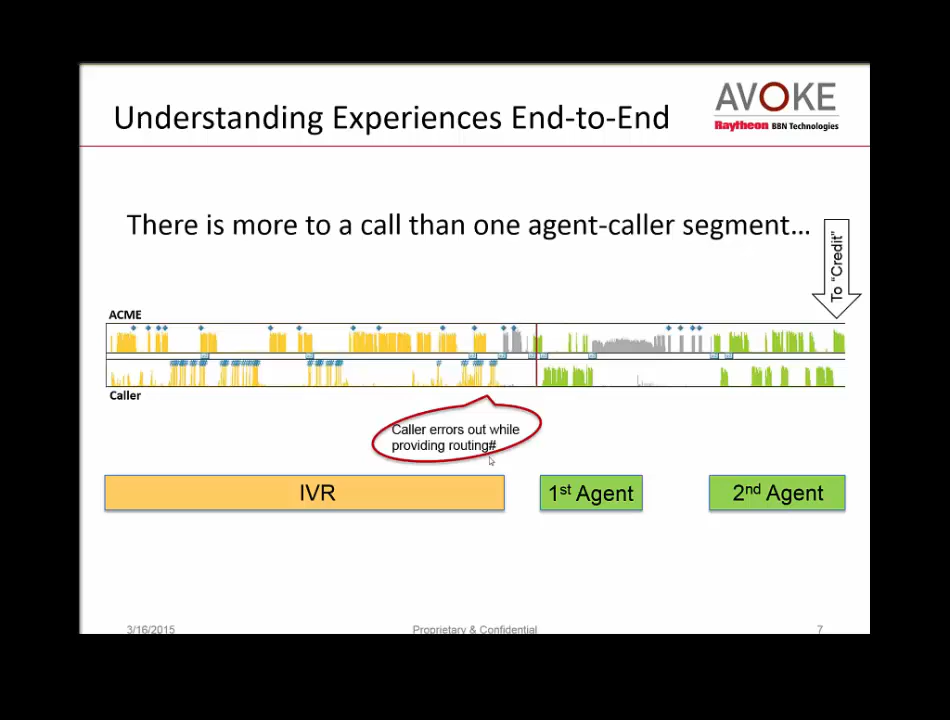 Understanding Experiences End-to-End
AVOKE
Raytheon BBN Technologies
There is more to a call than one agent-caller segment...
To "Credit"
ACME
Caller
Caller errors out while
providing routing#
IVR
1st Agent
2nd Agent
3/16/2015
Proprietary & Confidential
7